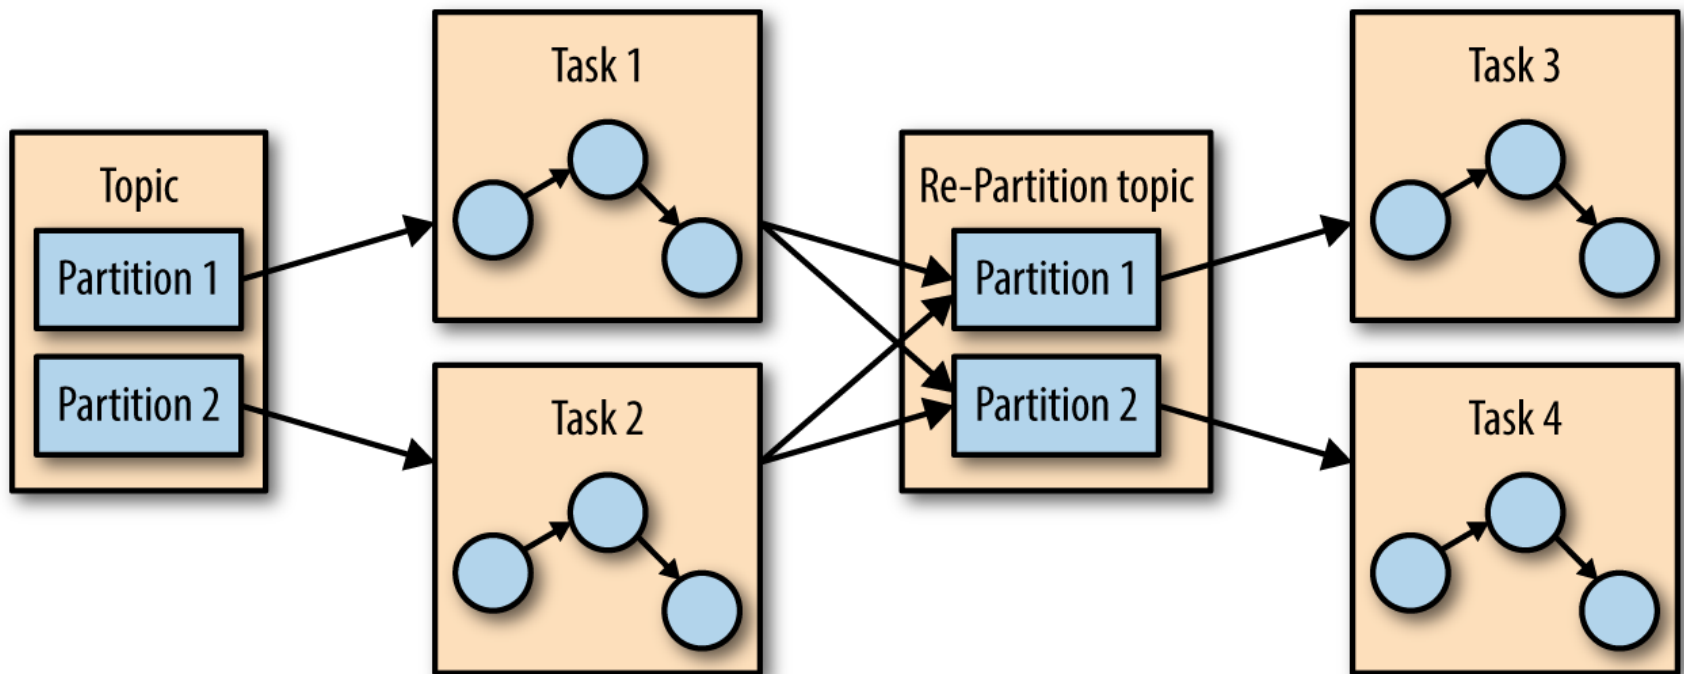 Topic
Partition 1
Partition 2
Task 1
Task 2
Re-Partition topic
Partition 1
Partition 2
Task 3
Task 4